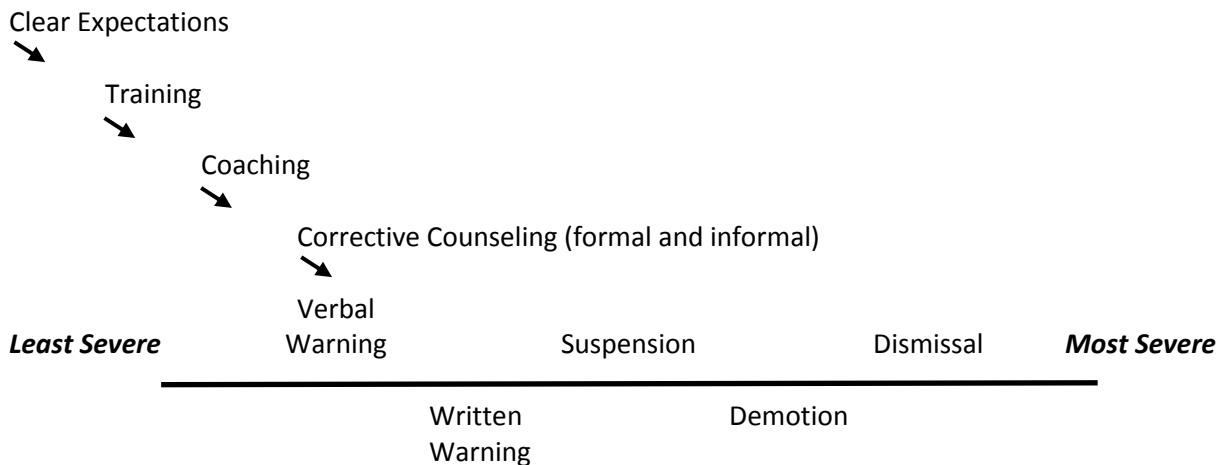 Clear Expectations
Training
Coaching
Corrective Counseling (formal and informal)
Verbal
Least Severe Warning Suspension Dismissal Most Severe
Written Demotion
Warning